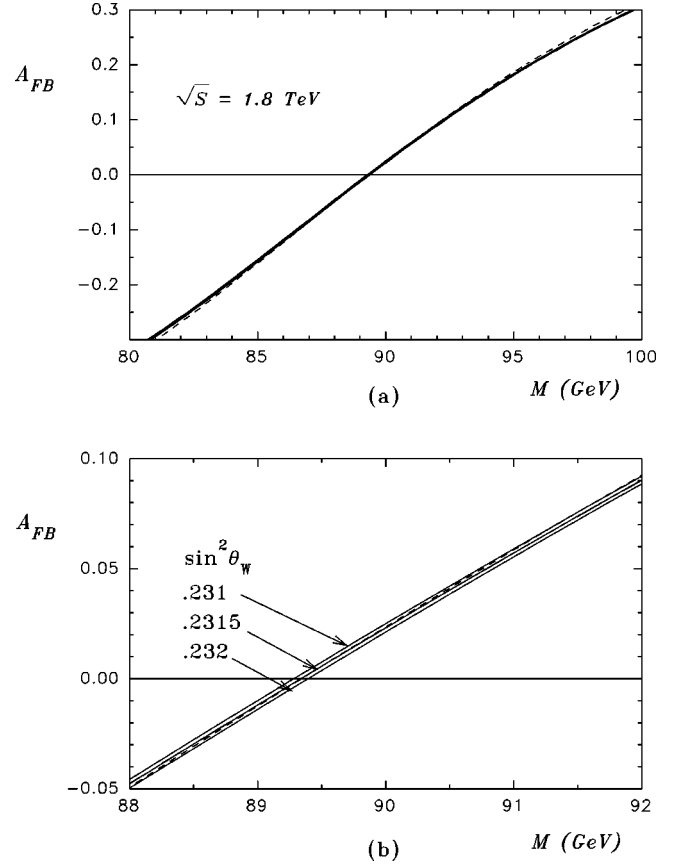 0.3
A_FB
0.2
√S = 1.8 TeV
0.1
0.0
-0.1
-0.2
80 85 90 95 100
(a) M (GeV)
0.10
A_FB
0.05
sin²θ_W
.231
.2315
.232
0.00
-0.05
88 89 90 91 92
(b) M (GeV)